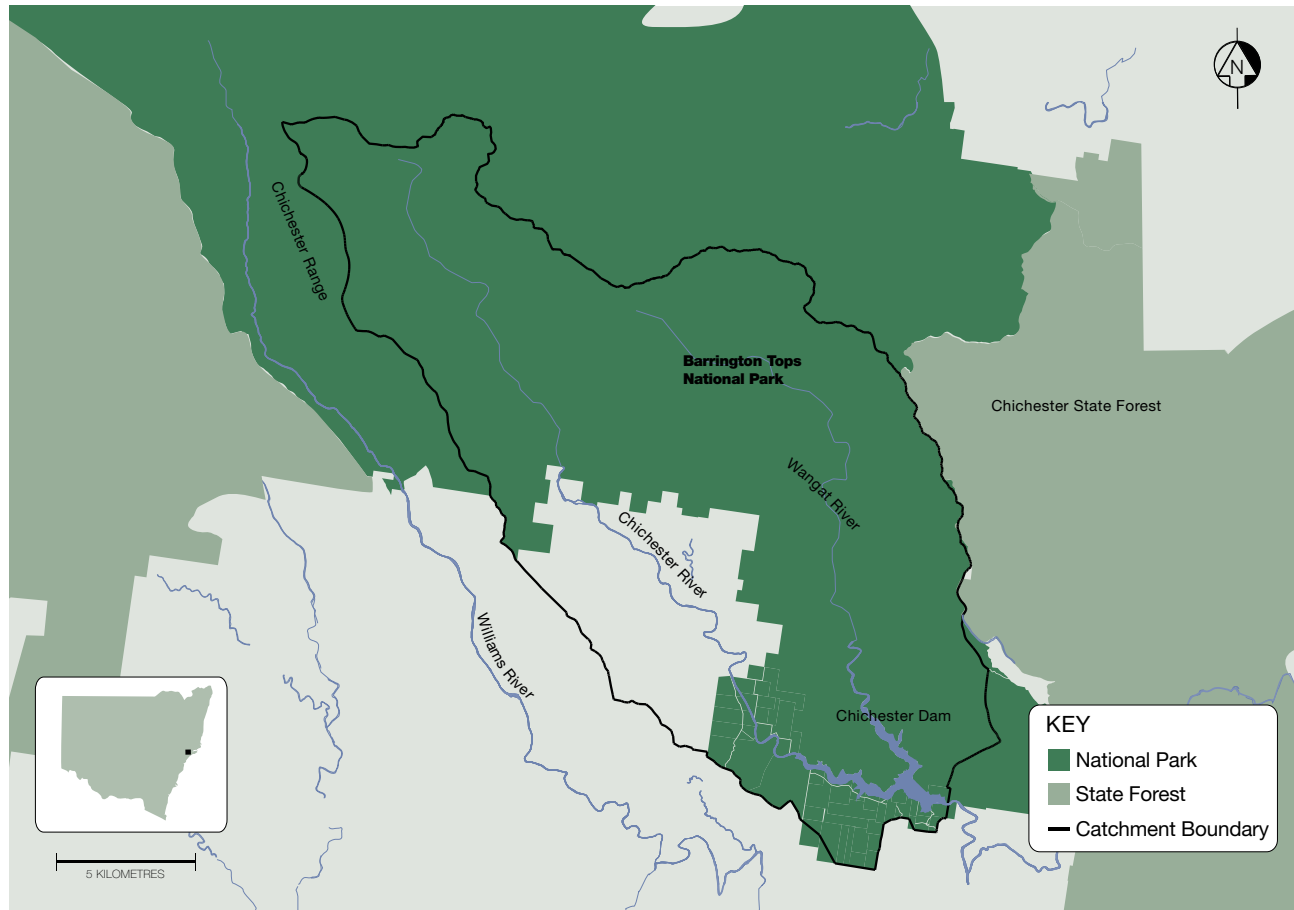 N
Chichester Range
Barrington Tops
National Park
Chichester State Forest
Wangat River
Chichester River
Williams River
Chichester Dam
KEY
National Park
State Forest
Catchment Boundary
5 KILOMETRES